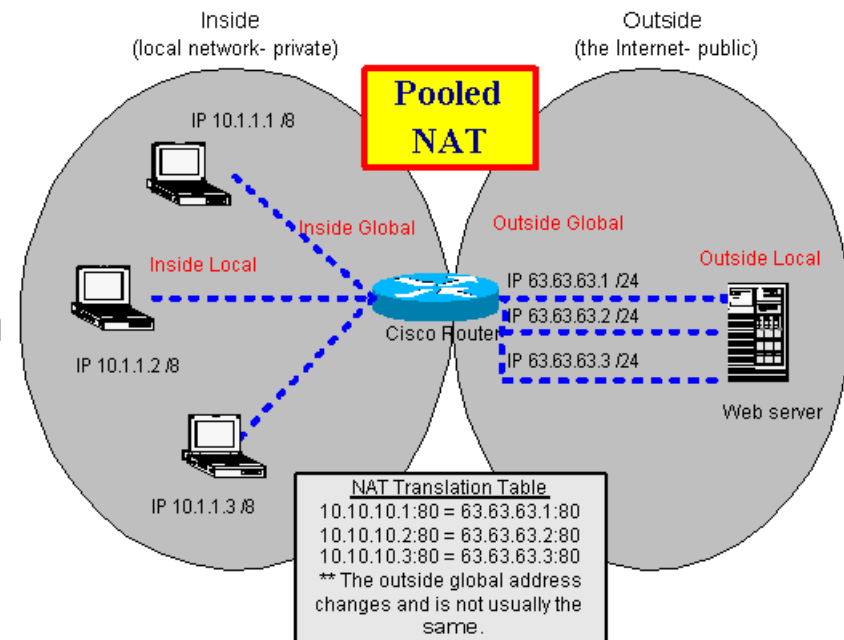 Inside
(local network- private)
Outside
(the Internet- public)
Pooled
NAT
IP 10.1.1.1 /8
Inside Global
Outside Global
Inside Local
Outside Local
IP 63.63.63.1 /24
IP 63.63.63.2 /24
Cisco Router
IP 63.63.63.3 /24
IP 10.1.1.2 /8
Web server
IP 10.1.1.3 /8
NAT Translation Table
10.10.10.1:80 = 63.63.63.1:80
10.10.10.2:80 = 63.63.63.2:80
10.10.10.3:80 = 63.63.63.3:80
** The outside global address
changes and is not usually the
same.